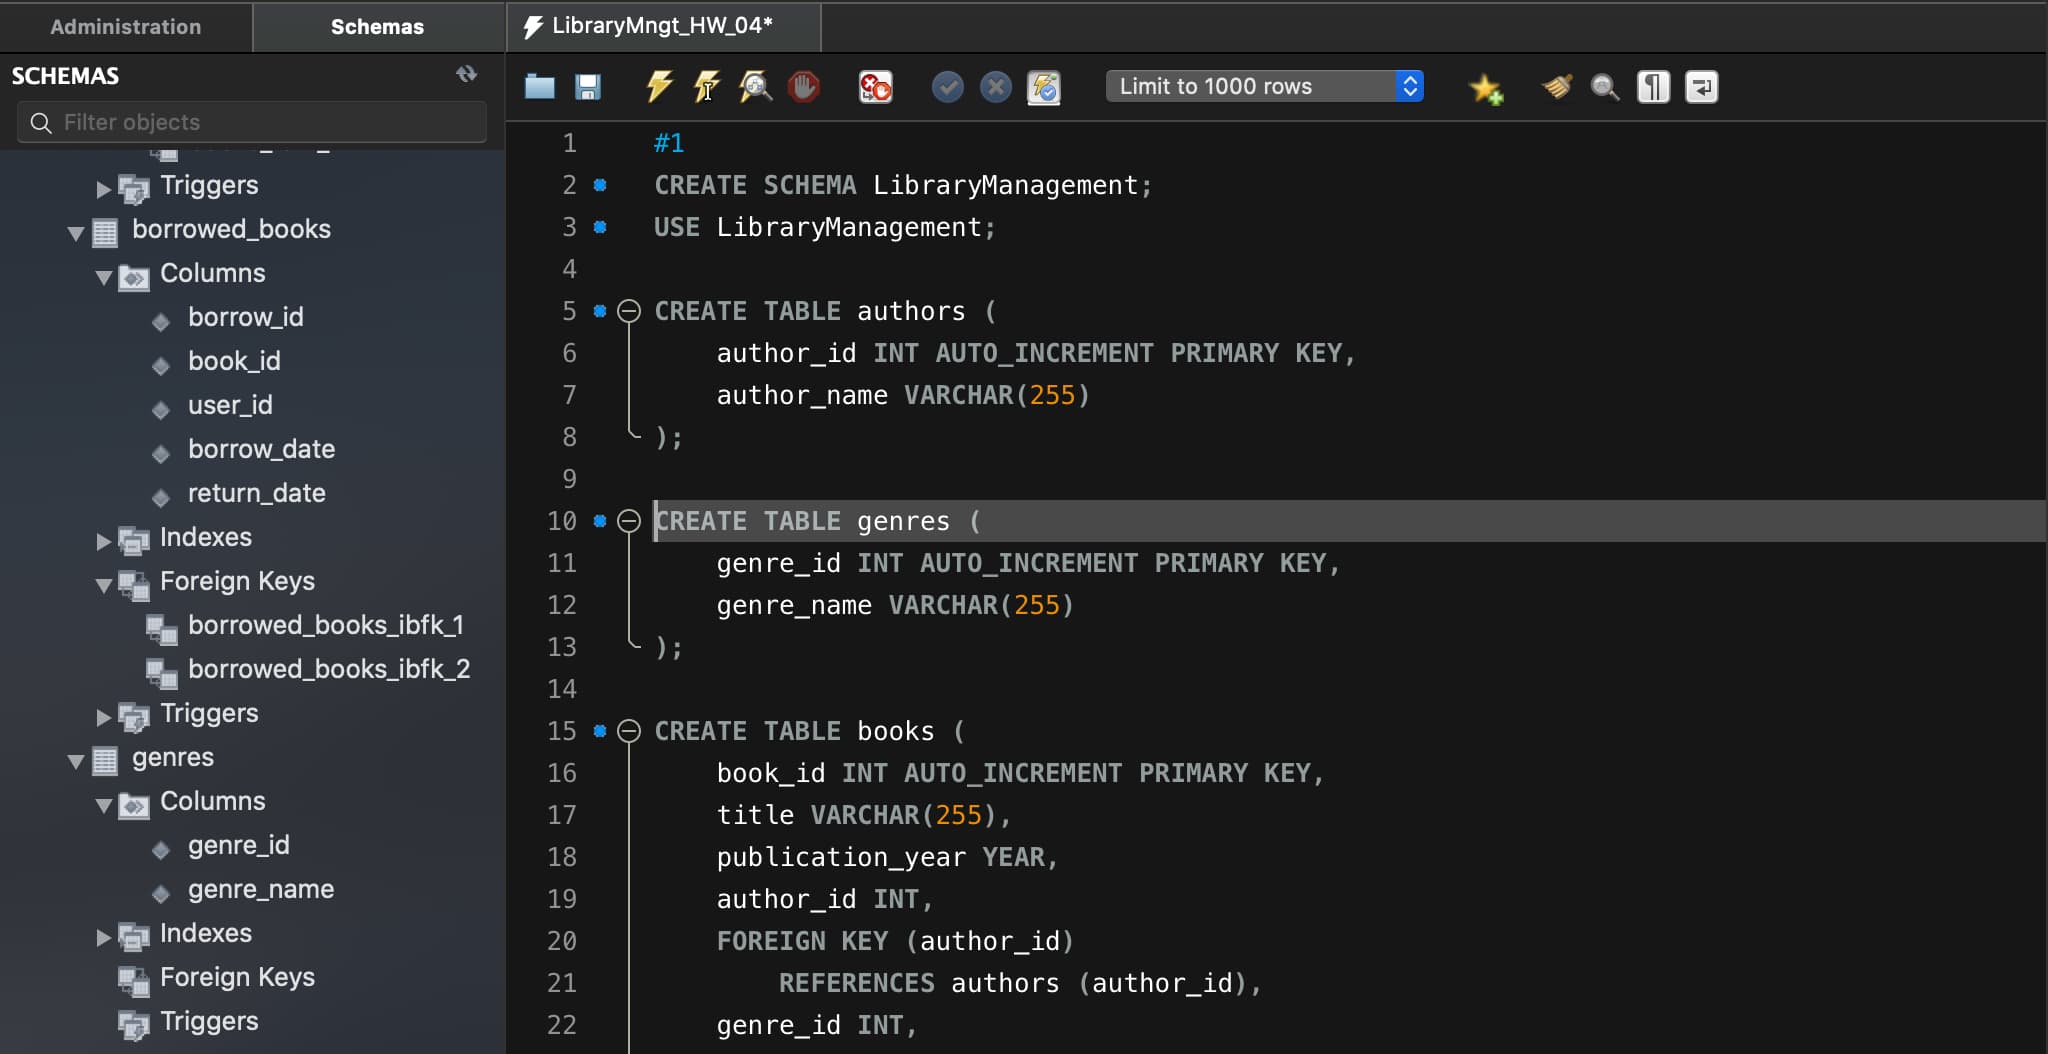 Administration
Schemas
LibraryMngt_HW_04*
SCHEMAS
Filter objects
Limit to 1000 rows
Triggers
borrowed_books
Columns
borrow_id
book_id
user_id
borrow_date
return_date
Indexes
Foreign Keys
borrowed_books_ibfk_1
borrowed_books_ibfk_2
Triggers
genres
Columns
genre_id
genre_name
Indexes
Foreign Keys
Triggers
1 #1
2 CREATE SCHEMA LibraryManagement;
3 USE LibraryManagement;
4
5 CREATE TABLE authors (
6 author_id INT AUTO_INCREMENT PRIMARY KEY,
7 author_name VARCHAR(255)
8 );
9
10 CREATE TABLE genres (
11 genre_id INT AUTO_INCREMENT PRIMARY KEY,
12 genre_name VARCHAR(255)
13 );
14
15 CREATE TABLE books (
16 book_id INT AUTO_INCREMENT PRIMARY KEY,
17 title VARCHAR(255),
18 publication_year YEAR,
19 author_id INT,
20 FOREIGN KEY (author_id)
21 REFERENCES authors (author_id),
22 genre_id INT,